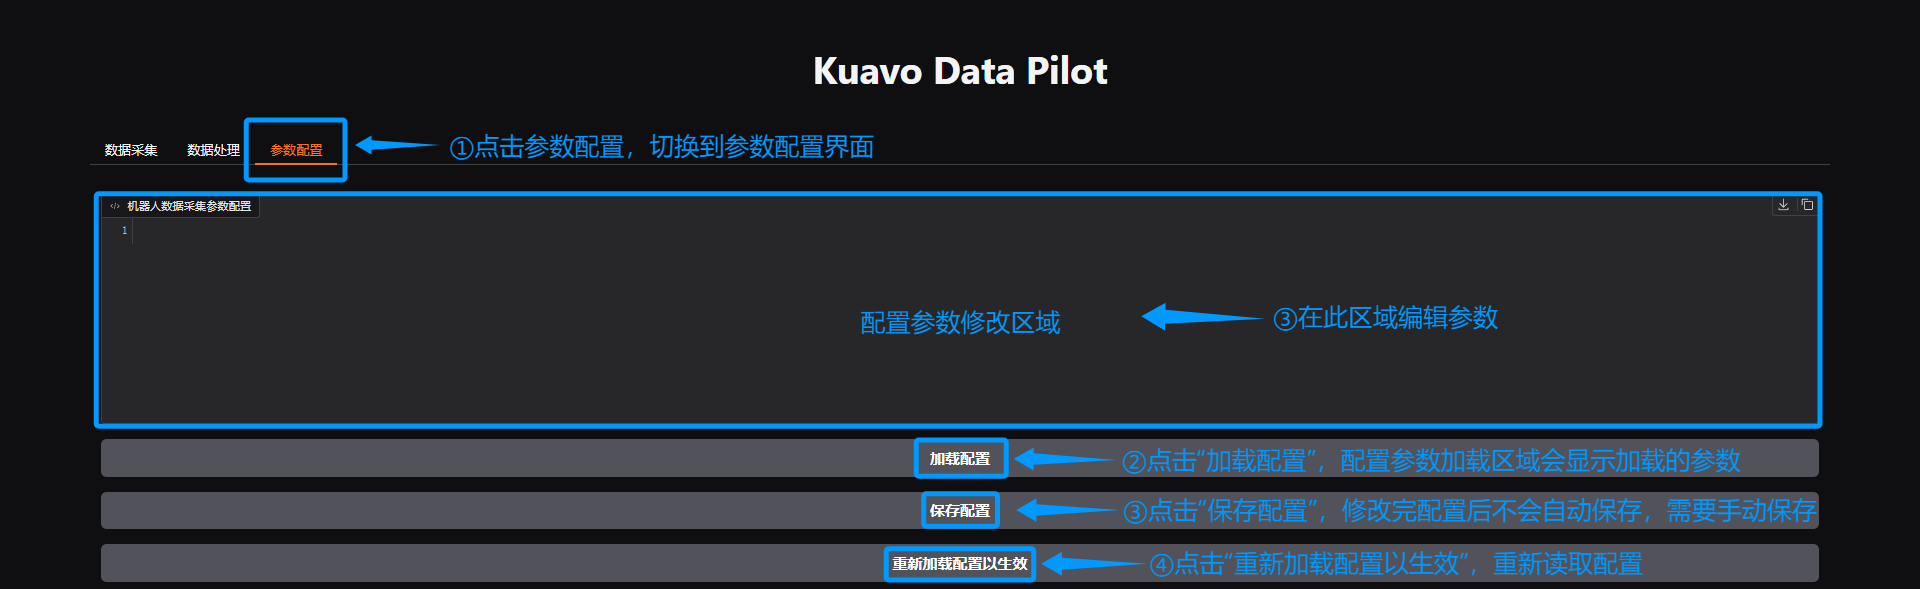 Kuavo Data Pilot
数据采集 数据处理 参数配置 ①点击参数配置，切换到参数配置界面
机器人数据采集参数配置
1
配置参数修改区域 ③在此区域编辑参数
加载配置 ②点击“加载配置”，配置参数加载区域会显示加载的参数
保存配置 ③点击“保存配置”，修改完配置后不会自动保存，需要手动保存
重新加载配置以生效 ④点击“重新加载配置以生效”，重新读取配置